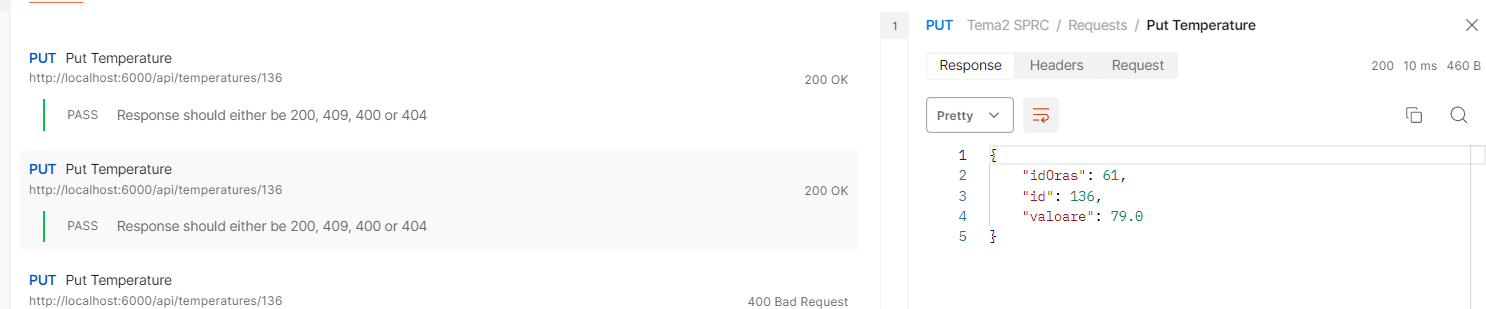 PUT Put Temperature
http://localhost:6000/api/temperatures/136
200 OK
PASS Response should either be 200, 409, 400 or 404
PUT Put Temperature
http://localhost:6000/api/temperatures/136
200 OK
PASS Response should either be 200, 409, 400 or 404
PUT Put Temperature
http://localhost:6000/api/temperatures/136
400 Bad Request
1
PUT Tema2 SPRC / Requests / Put Temperature
Response Headers Request
200 10 ms 460 B
Pretty
1 {
2 "idOras": 61,
3 "id": 136,
4 "valoare": 79.0
5 }